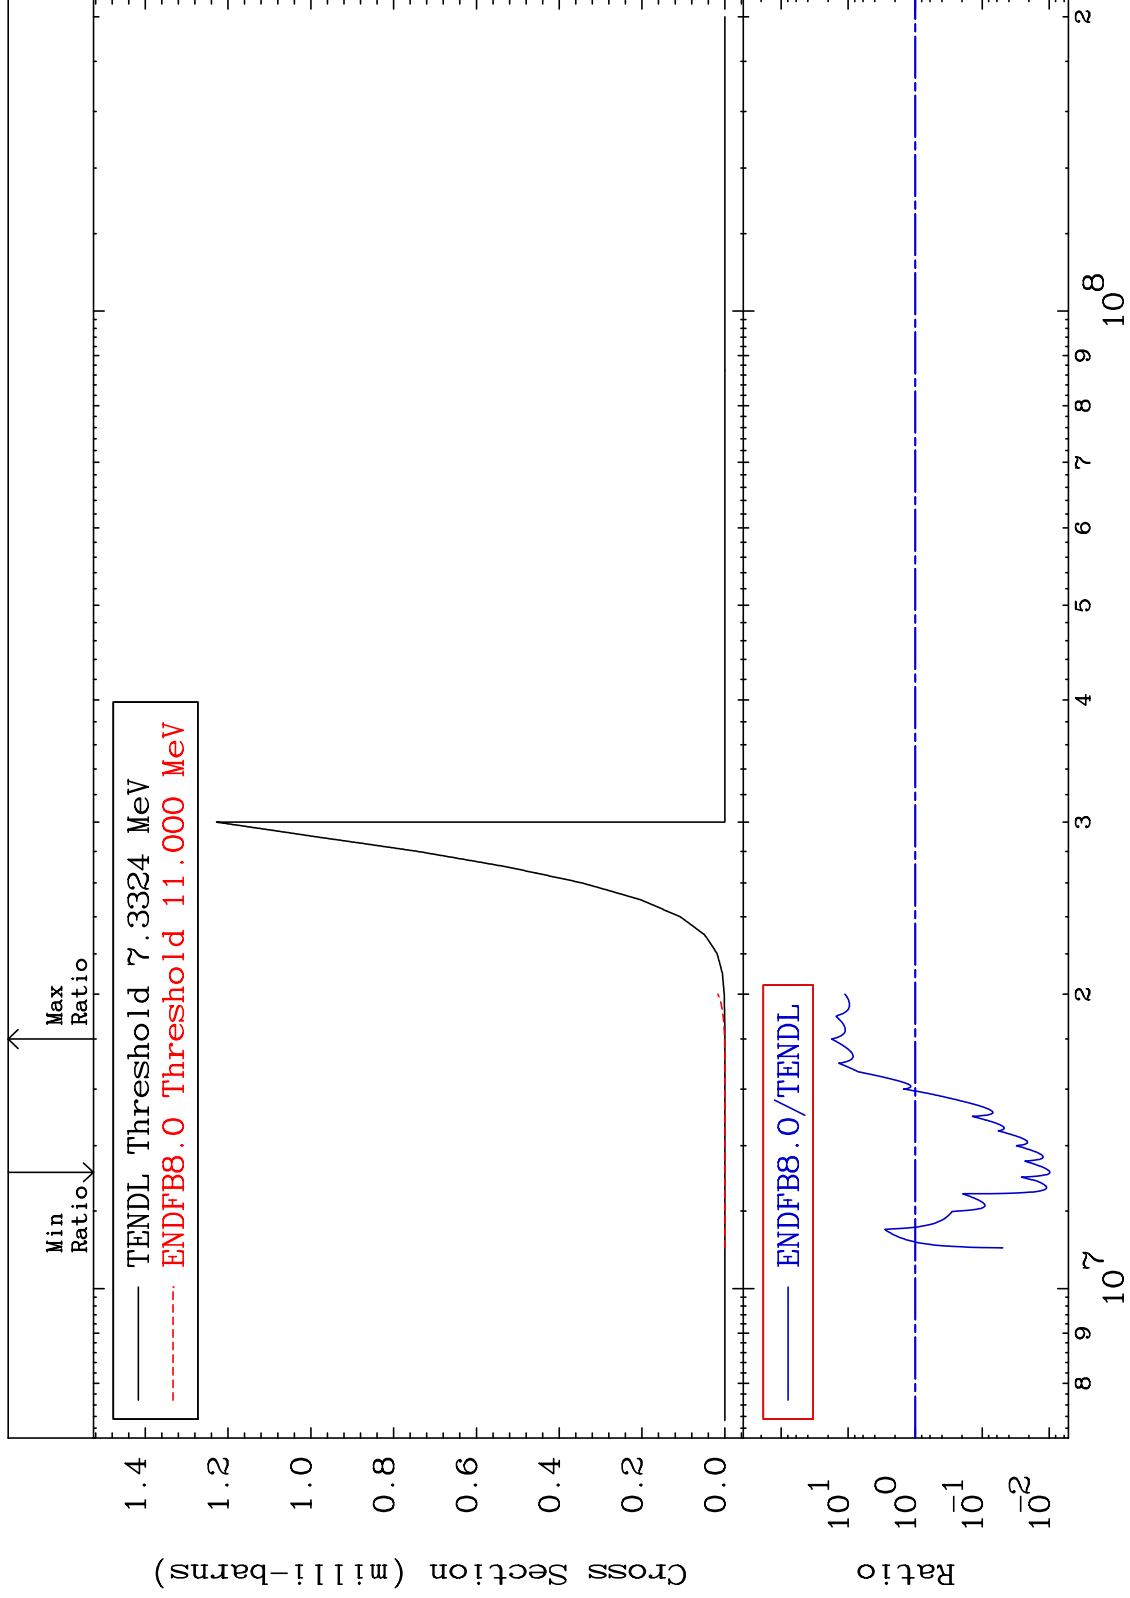 Min
Ratio
Max
Ratio
TENDL Threshold 7.3324 MeV
ENDFB8.0 Threshold 11.000 MeV
1.4
1.2
1.0
0.8
0.6
0.4
0.2
0.0
Cross Section (milli-barns)
ENDFB8.0/TENDL
10^1
10^0
10^-1
10^-2
Ratio
8 9 10^7 2 3 4 5 6 7 8 9 10^8 2